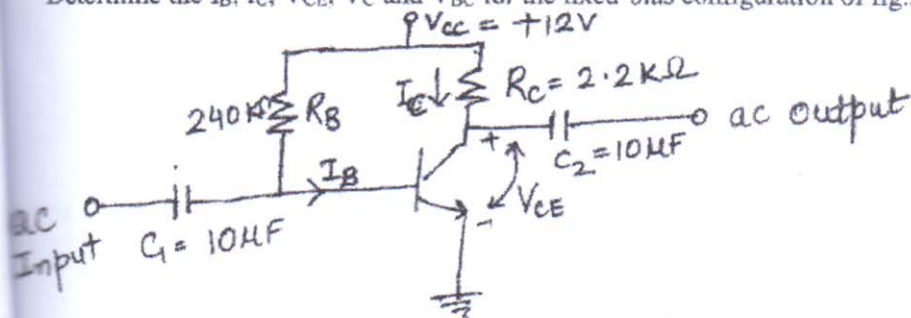 Determine the IB, IC, VCE, VC and VBC for the fixed-bias configuration of fig.
VCC = +12V
240KΩ RB
IC
RC = 2.2KΩ
ac output
C2 = 10μF
IB
VCE
ac Input
C1 = 10μF